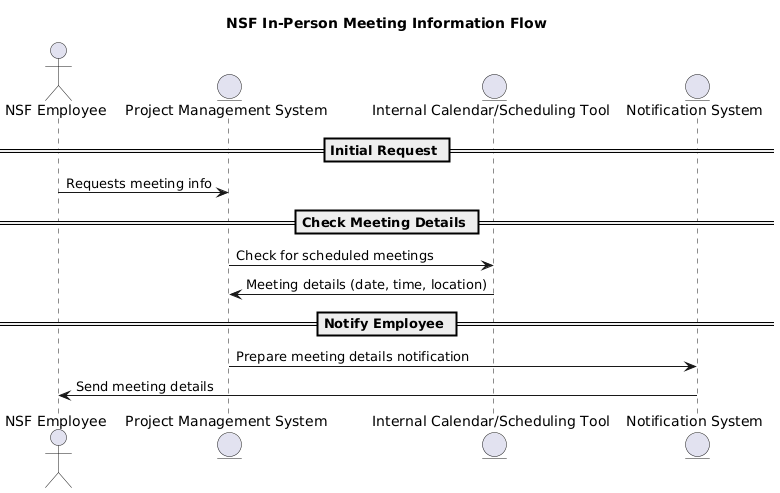 NSF In-Person Meeting Information Flow
NSF Employee
Project Management System
Internal Calendar/Scheduling Tool
Notification System
Initial Request
Requests meeting info
Check Meeting Details
Check for scheduled meetings
Meeting details (date, time, location)
Notify Employee
Prepare meeting details notification
Send meeting details
NSF Employee
Project Management System
Internal Calendar/Scheduling Tool
Notification System